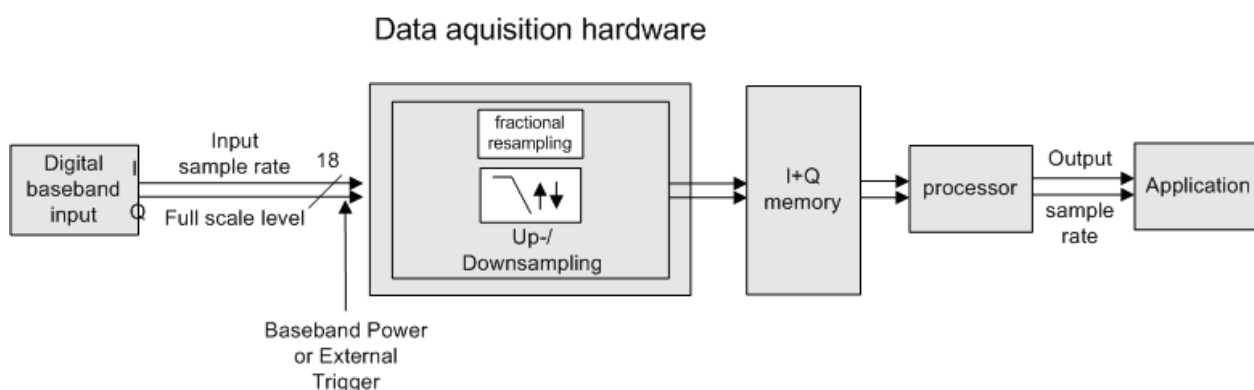 Data aquisition hardware
Digital
baseband
input
I
Q
Input
sample rate
18
Full scale level
Baseband Power
or External
Trigger
fractional
resampling
Up-/
Downsampling
I+Q
memory
processor
Output
sample
rate
Application